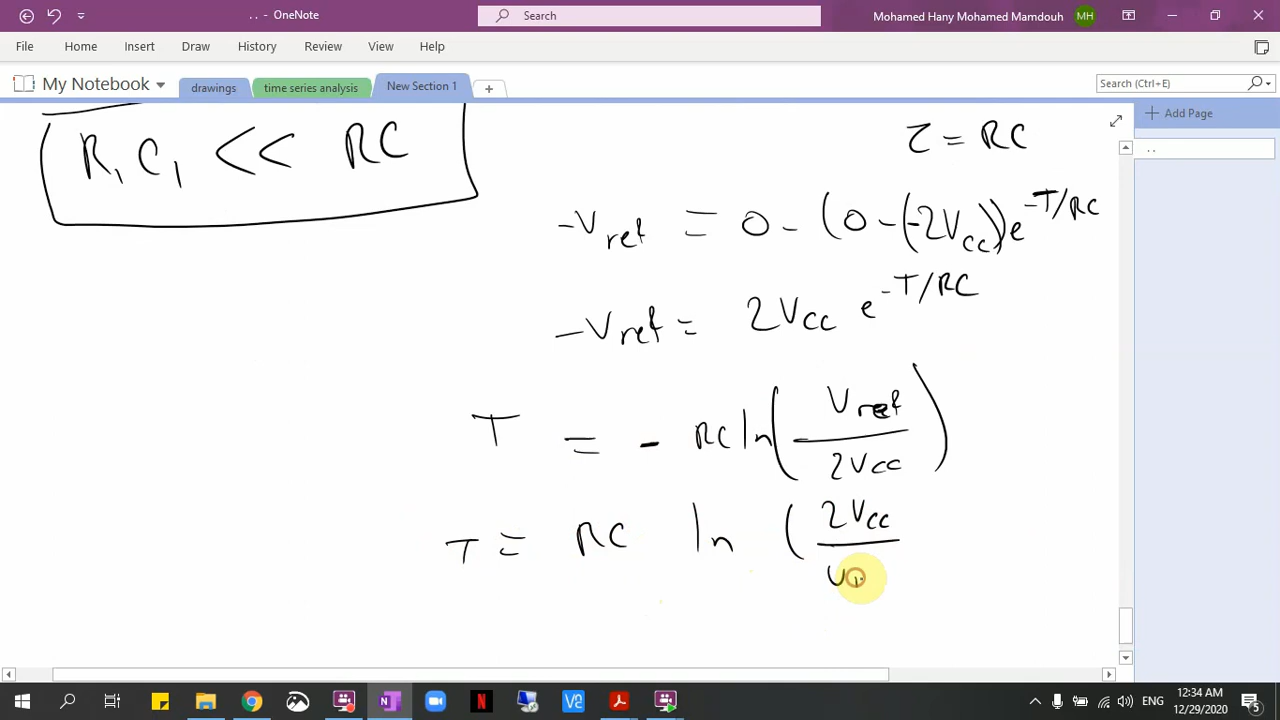 . . - OneNote
Search
Mohamed Hany Mohamed Mamdouh
MH
File Home Insert Draw History Review View Help
My Notebook
drawings
time series analysis
New Section 1
+
Search (Ctrl+E)
+ Add Page
. .
R₁C₁ << RC
τ = RC
-Vref = 0 - (0 - (-2Vcc))e^-T/RC
-Vref = 2Vcc e^-T/RC
T = - RC ln(Vref / 2Vcc)
T = RC ln (2Vcc / V
ENG
12:34 AM
12/29/2020
5